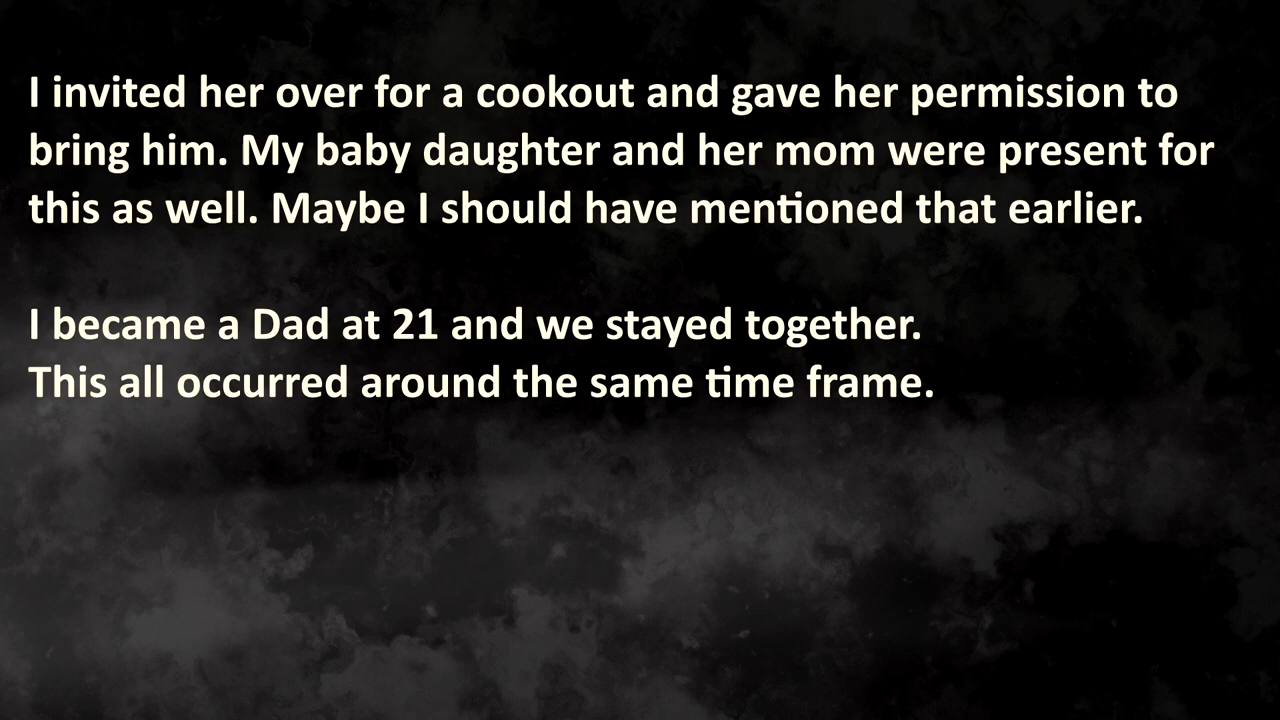 I invited her over for a cookout and gave her permission to
bring him. My baby daughter and her mom were present for
this as well. Maybe I should have mentioned that earlier.
I became a Dad at 21 and we stayed together.
This all occurred around the same time frame.